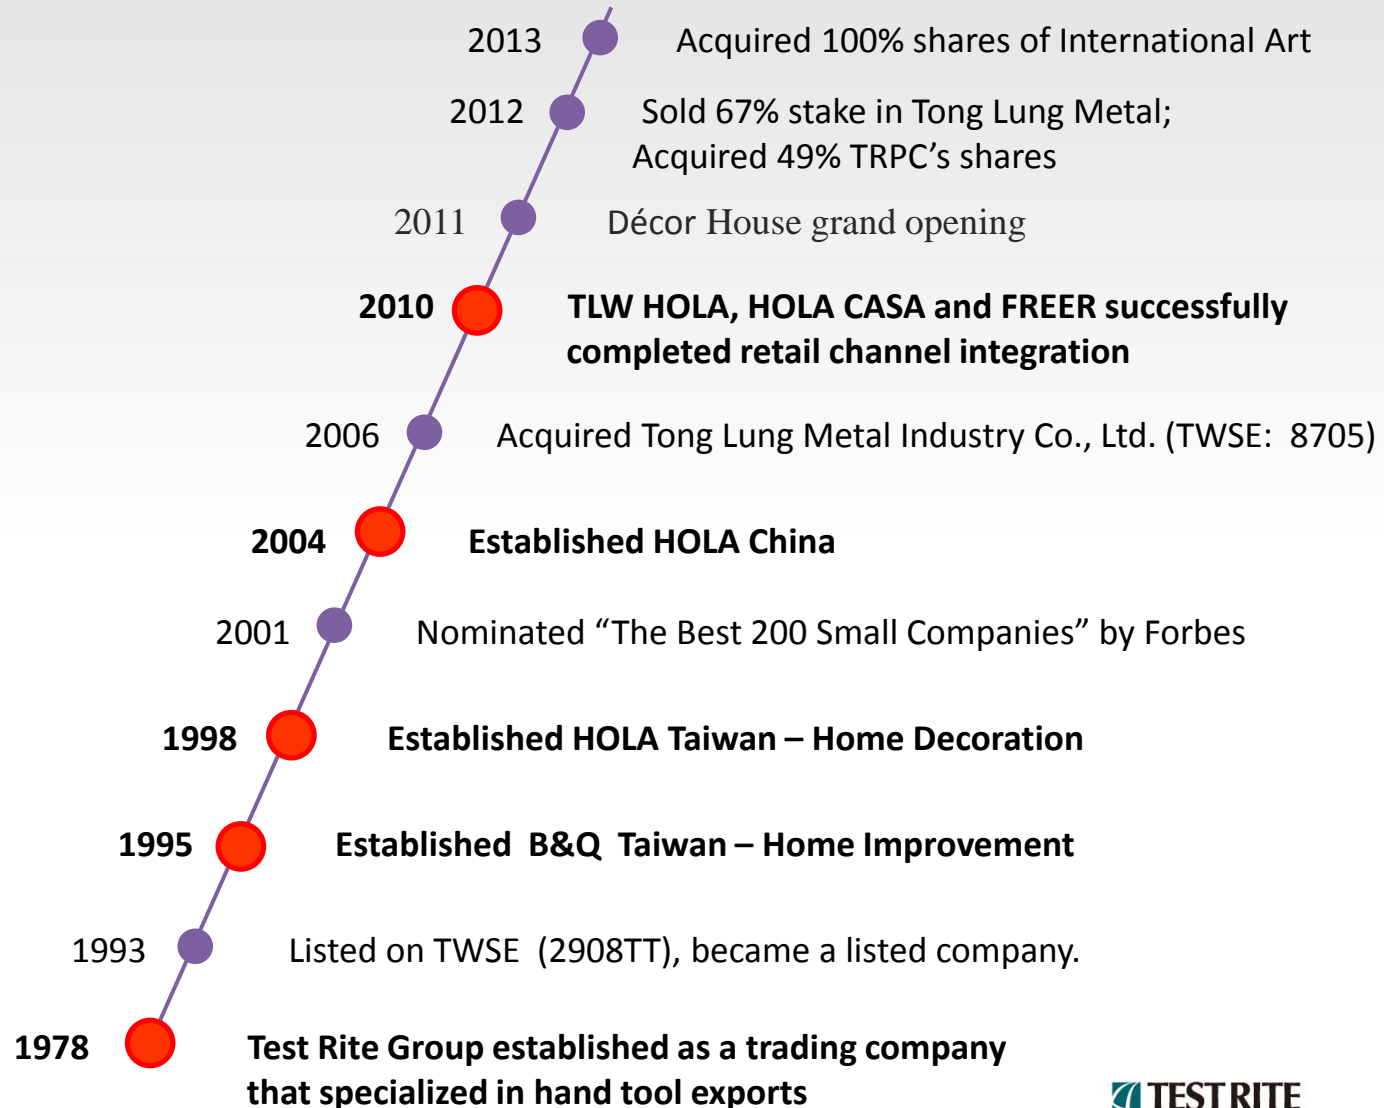 2013 Acquired 100% shares of International Art
2012 Sold 67% stake in Tong Lung Metal;
Acquired 49% TRPC’s shares
2011 Décor House grand opening
2010 TLW HOLA, HOLA CASA and FREER successfully
completed retail channel integration
2006 Acquired Tong Lung Metal Industry Co., Ltd. (TWSE: 8705)
2004 Established HOLA China
2001 Nominated “The Best 200 Small Companies” by Forbes
1998 Established HOLA Taiwan – Home Decoration
1995 Established B&Q Taiwan – Home Improvement
1993 Listed on TWSE (2908TT), became a listed company.
1978 Test Rite Group established as a trading company
that specialized in hand tool exports
TEST RITE